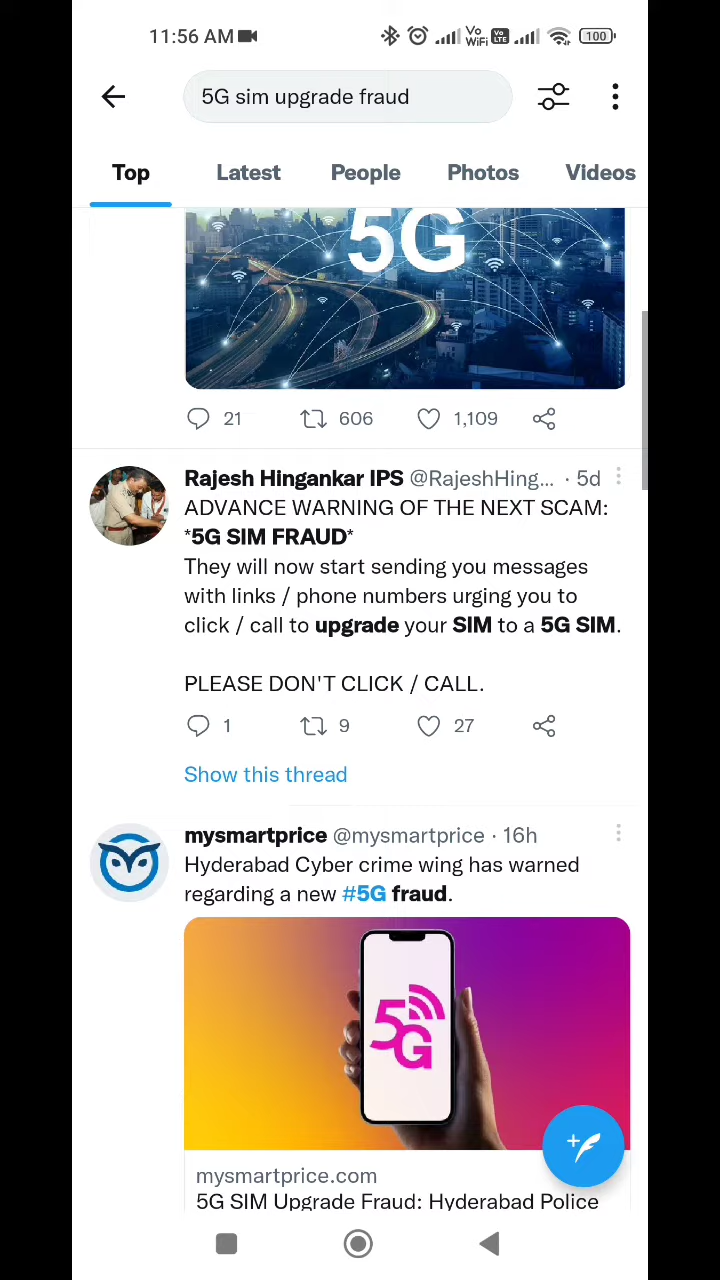 11:56 AM
Vo WiFi Vo LTE 100
5G sim upgrade fraud
Top Latest People Photos Videos
5G
21 606 1,109
Rajesh Hingankar IPS @RajeshHing... · 5d
ADVANCE WARNING OF THE NEXT SCAM:
*5G SIM FRAUD*
They will now start sending you messages
with links / phone numbers urging you to
click / call to upgrade your SIM to a 5G SIM.
PLEASE DON'T CLICK / CALL.
1 9 27
Show this thread
mysmartprice @mysmartprice · 16h
Hyderabad Cyber crime wing has warned
regarding a new #5G fraud.
5G
mysmartprice.com
5G SIM Upgrade Fraud: Hyderabad Police